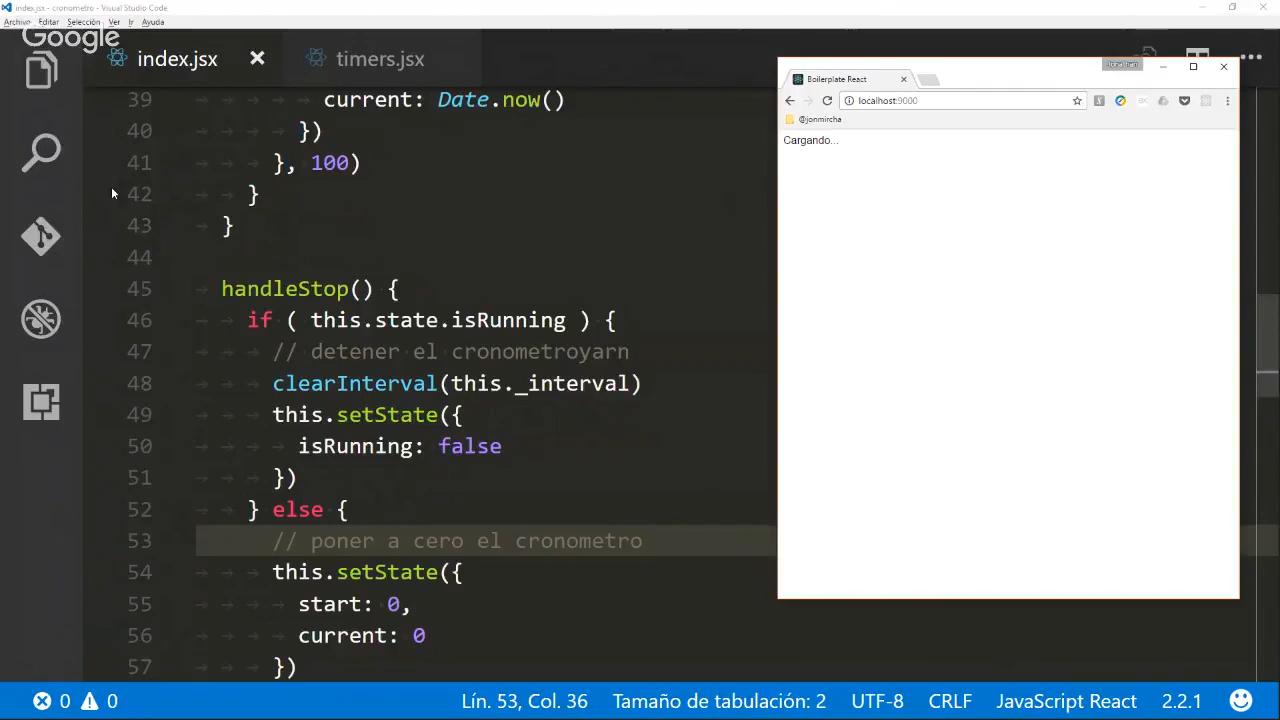 index.jsx - cronometro - Visual Studio Code
Archivo Editar Selección Ver Ir Ayuda
Google
index.jsx
timers.jsx
39 current: Date.now()
40 })
41 }, 100)
42 }
43 }
44
45 handleStop() {
46 if ( this.state.isRunning ) {
47 // detener el cronometroyarn
48 clearInterval(this._interval)
49 this.setState({
50 isRunning: false
51 })
52 } else {
53 // poner a cero el cronometro
54 this.setState({
55 start: 0,
56 current: 0
57 })
Jonathan
Boilerplate React
localhost:9000
@jonmircha
Cargando...
0 0 Lín. 53, Col. 36 Tamaño de tabulación: 2 UTF-8 CRLF JavaScript React 2.2.1